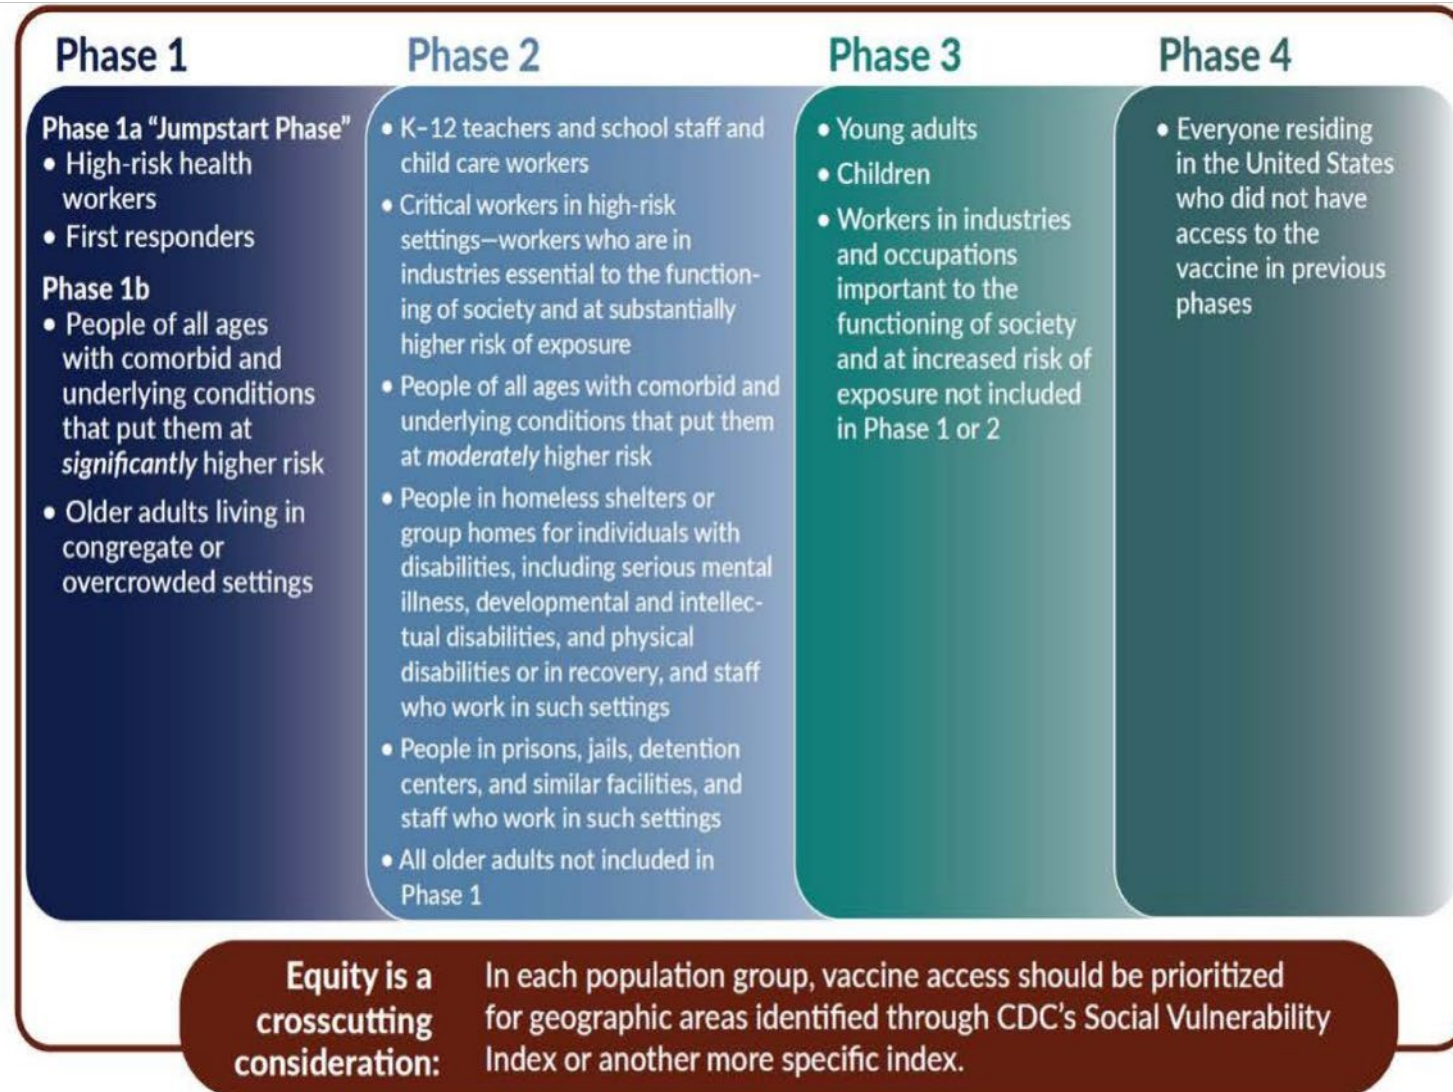 Phase 1
Phase 1a “Jumpstart Phase”
• High-risk health
workers
• First responders
Phase 1b
• People of all ages
with comorbid and
underlying conditions
that put them at
significantly higher risk
• Older adults living in
congregate or
overcrowded settings
Phase 2
• K–12 teachers and school staff and
child care workers
• Critical workers in high-risk
settings—workers who are in
industries essential to the function-
ing of society and at substantially
higher risk of exposure
• People of all ages with comorbid and
underlying conditions that put them
at moderately higher risk
• People in homeless shelters or
group homes for individuals with
disabilities, including serious mental
illness, developmental and intellec-
tual disabilities, and physical
disabilities or in recovery, and staff
who work in such settings
• People in prisons, jails, detention
centers, and similar facilities, and
staff who work in such settings
• All older adults not included in
Phase 1
Phase 3
• Young adults
• Children
• Workers in industries
and occupations
important to the
functioning of society
and at increased risk of
exposure not included
in Phase 1 or 2
Phase 4
• Everyone residing
in the United States
who did not have
access to the
vaccine in previous
phases
Equity is a
crosscutting
consideration:
In each population group, vaccine access should be prioritized
for geographic areas identified through CDC’s Social Vulnerability
Index or another more specific index.